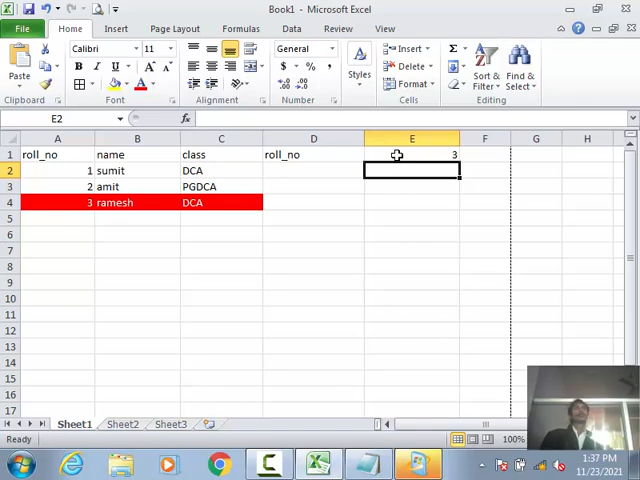 Book1 - Microsoft Excel
File Home Insert Page Layout Formulas Data Review View
Calibri 11 General Insert Σ
Paste B I U A A $ % , Styles Delete Sort & Filter Find & Select
Format
Clipboard Font Alignment Number Cells Editing
E2 fx
A B C D E F G H
1 roll_no name class roll_no 3
2 1 sumit DCA
3 2 amit PGDCA
4 3 ramesh DCA
5
6
7
8
9
10
11
12
13
14
15
16
17
Sheet1 Sheet2 Sheet3
Ready 100%
1:37 PM
11/23/2021